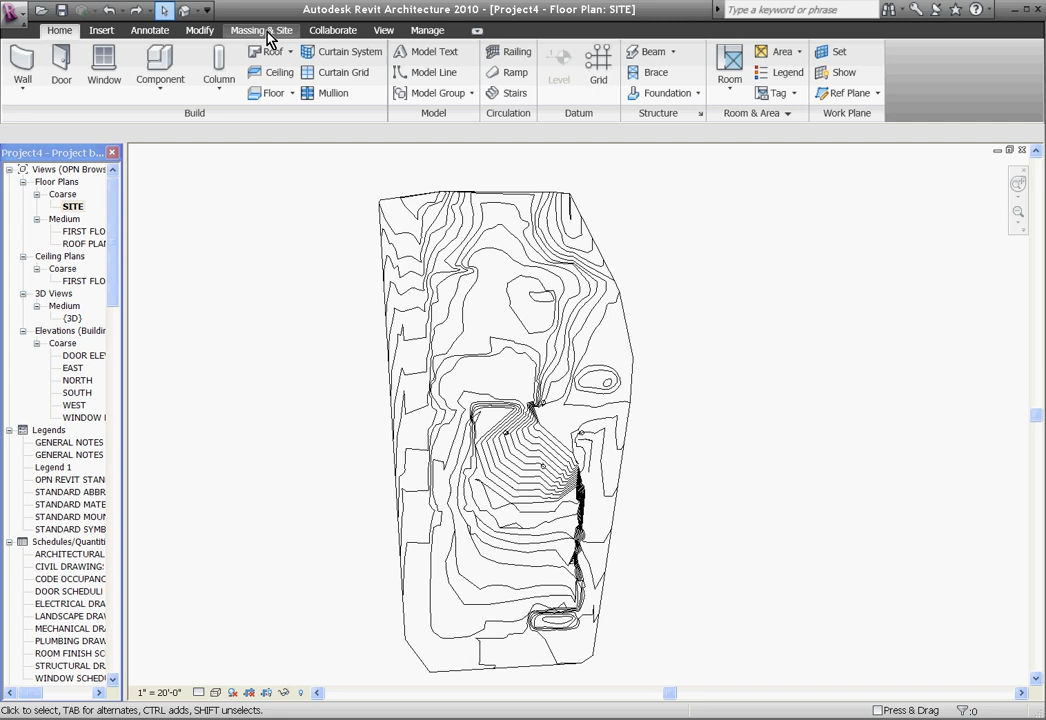 Autodesk Revit Architecture 2010 - [Project4 - Floor Plan: SITE]
Type a keyword or phrase
Home Insert Annotate Modify Massing & Site Collaborate View Manage
Wall Door Window Component Column
Roof Curtain System
Ceiling Curtain Grid
Floor Mullion
Build
Model Text
Model Line
Model Group
Model
Railing
Ramp
Stairs
Circulation
Level Grid
Datum
Beam
Brace
Foundation
Structure
Room
Area
Legend
Tag
Room & Area
Set
Show
Ref Plane
Work Plane
Project4 - Project b...
Views (OPN Brows
Floor Plans
Coarse
SITE
Medium
FIRST FLO
ROOF PLAN
Ceiling Plans
Coarse
FIRST FLO
3D Views
Medium
{3D}
Elevations (Buildin
Coarse
DOOR ELE
EAST
NORTH
SOUTH
WEST
WINDOW
Legends
GENERAL NOTES
GENERAL NOTES
Legend 1
OPN REVIT STAN
STANDARD ABBR
STANDARD MATE
STANDARD MOUN
STANDARD SYMB
Schedules/Quantiti
ARCHITECTURAL
CIVIL DRAWINGS
CODE OCCUPANC
DOOR SCHEDULI
ELECTRICAL DRA
LANDSCAPE DRAW
MECHANICAL DRA
PLUMBING DRAW
ROOM FINISH SC
STRUCTURAL DR
WINDOW SCHEDU
1" = 20'-0"
Click to select, TAB for alternates, CTRL adds, SHIFT unselects.
Press & Drag
:0